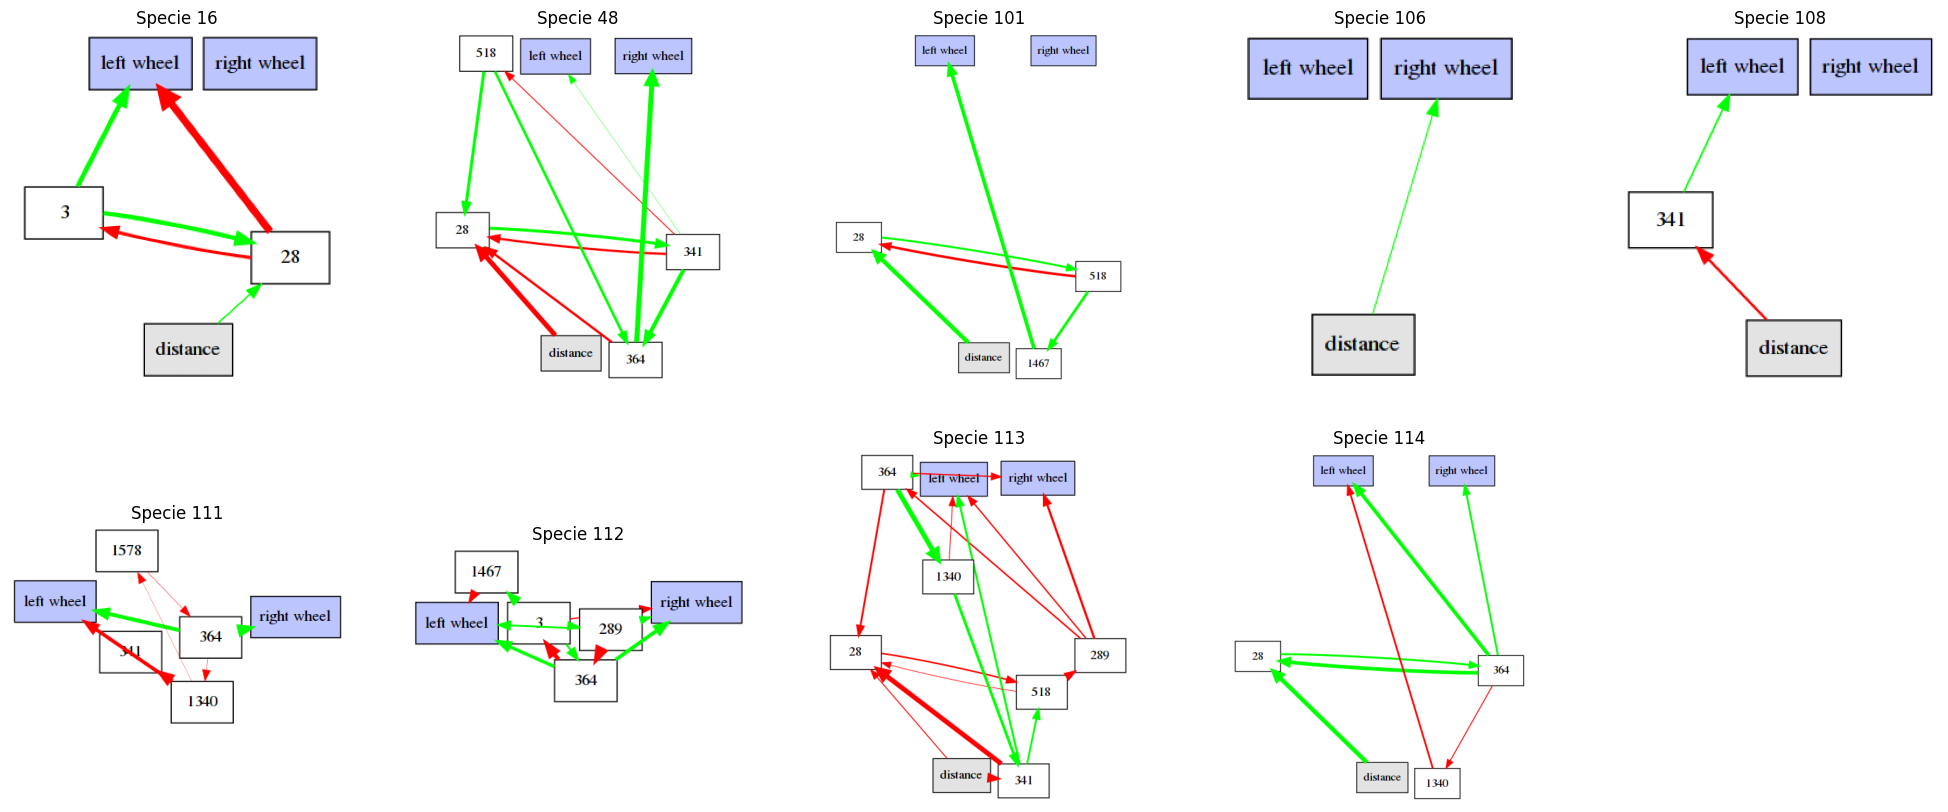 Specie 16
left wheel right wheel
3
28
distance
Specie 48
518 left wheel right wheel
28
341
distance 364
Specie 101
left wheel right wheel
28
518
distance 1467
Specie 106
left wheel right wheel
distance
Specie 108
left wheel right wheel
341
distance
Specie 111
1578
left wheel
364 right wheel
341
1340
Specie 112
1467
left wheel 3 289 right wheel
364
Specie 113
364 left wheel right wheel
1340
28 289
518
distance 341
Specie 114
left wheel right wheel
28 364
distance 1340